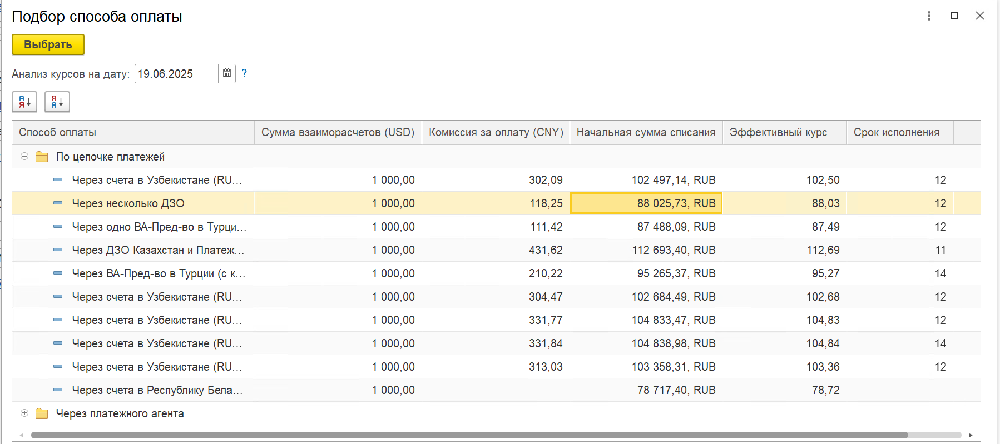 Подбор способа оплаты
Выбрать
Анализ курсов на дату: 19.06.2025 ?
Способ оплаты Сумма взаиморасчетов (USD) Комиссия за оплату (CNY) Начальная сумма списания Эффективный курс Срок исполнения
По цепочке платежей
Через счета в Узбекистане (RU... 1 000,00 302,09 102 497,14, RUB 102,50 12
Через несколько ДЗО 1 000,00 118,25 88 025,73, RUB 88,03 12
Через одно ВА-Пред-во в Турци... 1 000,00 111,42 87 488,09, RUB 87,49 12
Через ДЗО Казахстан и Платеж... 1 000,00 431,62 112 693,40, RUB 112,69 11
Через ВА-Пред-во в Турции (с к... 1 000,00 210,22 95 265,37, RUB 95,27 14
Через счета в Узбекистане (RU... 1 000,00 304,47 102 684,49, RUB 102,68 12
Через счета в Узбекистане (RU... 1 000,00 331,77 104 833,47, RUB 104,83 12
Через счета в Узбекистане (RU... 1 000,00 331,84 104 838,98, RUB 104,84 14
Через счета в Узбекистане (RU... 1 000,00 313,03 103 358,31, RUB 103,36 12
Через счета в Республику Бела... 1 000,00 78 717,40, RUB 78,72
Через платежного агента